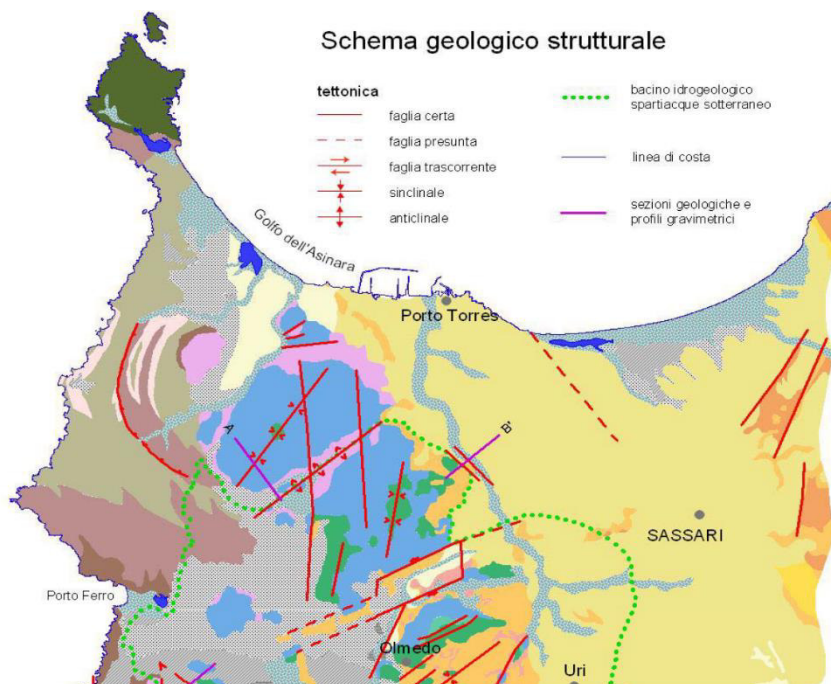 Schema geologico strutturale
tettonica
faglia certa
faglia presunta
faglia trascorrente
sinclinale
anticlinale
bacino idrogeologico
spartiacque sotterraneo
linea di costa
sezioni geologiche e
profili gravimetrici
Golfo dell'Asinara
Porto Torres
A
B
SASSARI
Porto Ferro
Olmedo
Uri